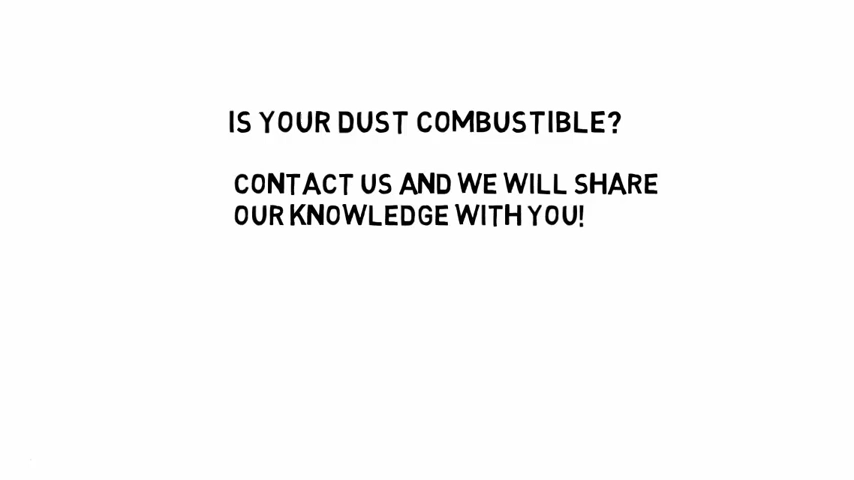 IS YOUR DUST COMBUSTIBLE?
CONTACT US AND WE WILL SHARE
OUR KNOWLEDGE WITH YOU!